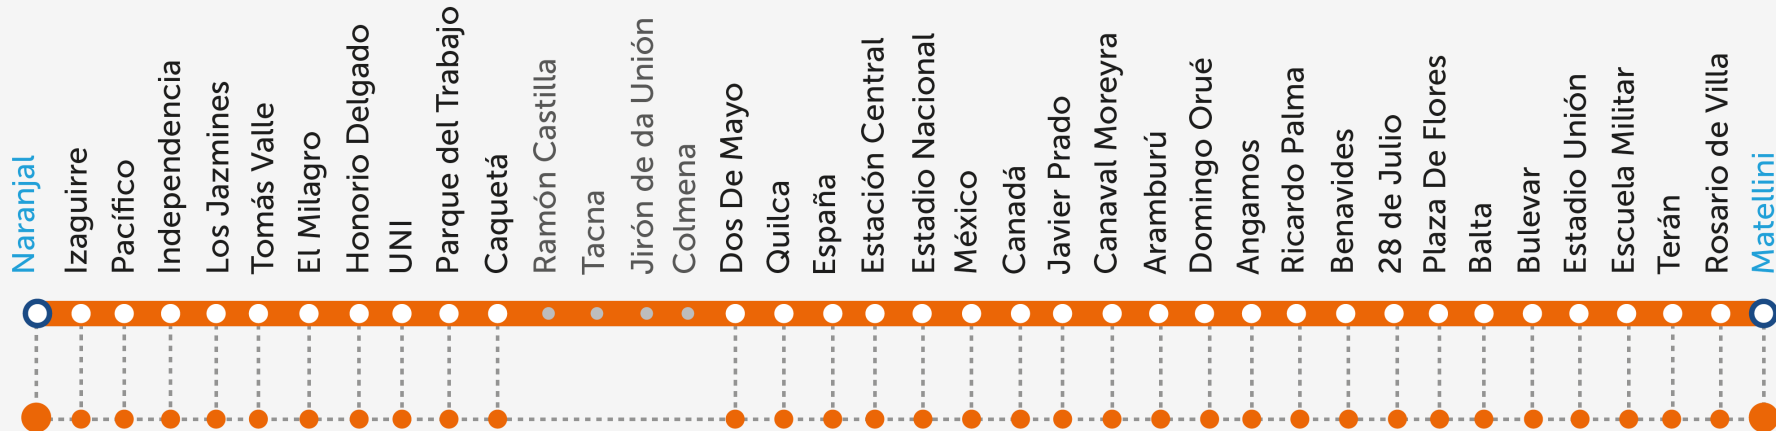 Naranjal
Izaguirre
Pacífico
Independencia
Los Jazmines
Tomás Valle
El Milagro
Honorio Delgado
UNI
Parque del Trabajo
Caquetá
Ramón Castilla
Tacna
Jirón de da Unión
Colmena
Dos De Mayo
Quilca
España
Estación Central
Estadio Nacional
México
Canadá
Javier Prado
Canaval Moreyra
Aramburú
Domingo Orué
Angamos
Ricardo Palma
Benavides
28 de Julio
Plaza De Flores
Balta
Bulevar
Estadio Unión
Escuela Militar
Terán
Rosario de Villa
Matellini